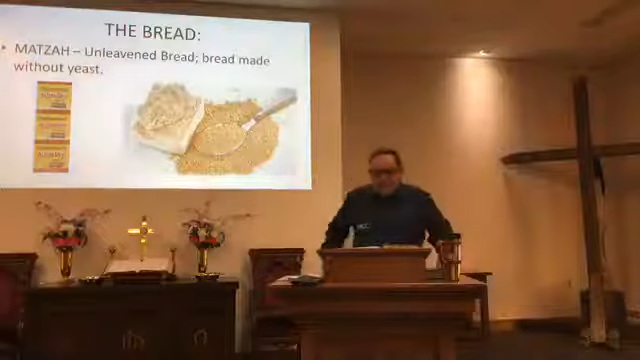 THE BREAD:
• MATZAH – Unleavened Bread; bread made
without yeast.